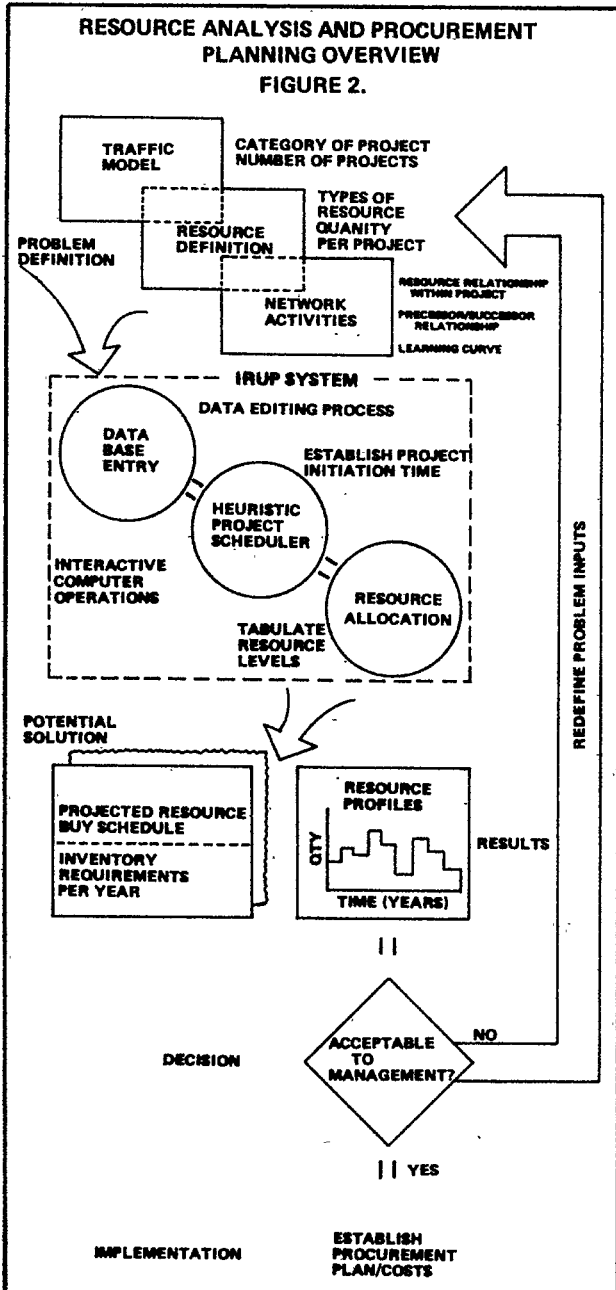 RESOURCE ANALYSIS AND PROCUREMENT
PLANNING OVERVIEW
FIGURE 2.
TRAFFIC
MODEL
CATEGORY OF PROJECT
NUMBER OF PROJECTS
RESOURCE
DEFINITION
TYPES OF
RESOURCE
QUANITY
PER PROJECT
PROBLEM
DEFINITION
NETWORK
ACTIVITIES
RESOURCE RELATIONSHIP
WITHIN PROJECT
PRECESSOR/SUCCESSOR
RELATIONSHIP
LEARNING CURVE
IRUP SYSTEM
DATA EDITING PROCESS
DATA
BASE
ENTRY
ESTABLISH PROJECT
INITIATION TIME
HEURISTIC
PROJECT
SCHEDULER
INTERACTIVE
COMPUTER
OPERATIONS
RESOURCE
ALLOCATION
TABULATE
RESOURCE
LEVELS
REDEFINE PROBLEM INPUTS
POTENTIAL
SOLUTION
PROJECTED RESOURCE
BUY SCHEDULE
INVENTORY
REQUIREMENTS
PER YEAR
RESOURCE
PROFILES
QTY
TIME (YEARS)
RESULTS
DECISION
ACCEPTABLE
TO
MANAGEMENT?
NO
YES
IMPLEMENTATION
ESTABLISH
PROCUREMENT
PLAN/COSTS